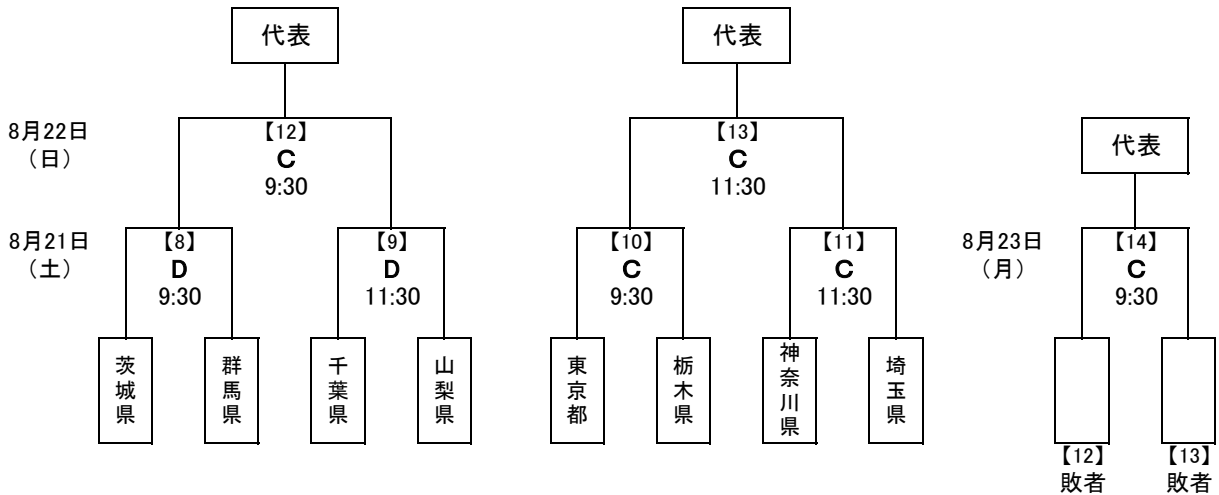 代表
代表
8月22日
（日）
【12】
C
9:30
【13】
C
11:30
代表
8月21日
（土）
【8】
D
9:30
【9】
D
11:30
【10】
C
9:30
【11】
C
11:30
8月23日
（月）
【14】
C
9:30
茨城県
群馬県
千葉県
山梨県
東京都
栃木県
神奈川県
埼玉県
【12】
敗者
【13】
敗者